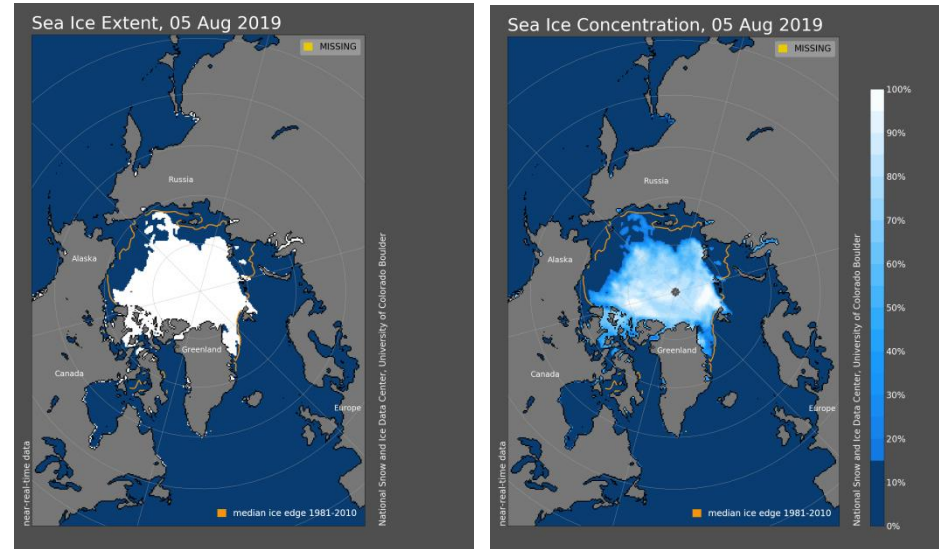 Sea Ice Extent, 05 Aug 2019
MISSING
Russia
Alaska
Greenland
Canada
Europe
near-real-time data
National Snow and Ice Data Center, University of Colorado Boulder
median ice edge 1981-2010
Sea Ice Concentration, 05 Aug 2019
MISSING
Russia
Alaska
Greenland
Canada
Europe
near-real-time data
National Snow and Ice Data Center, University of Colorado Boulder
median ice edge 1981-2010
100%
90%
80%
70%
60%
50%
40%
30%
20%
10%
0%